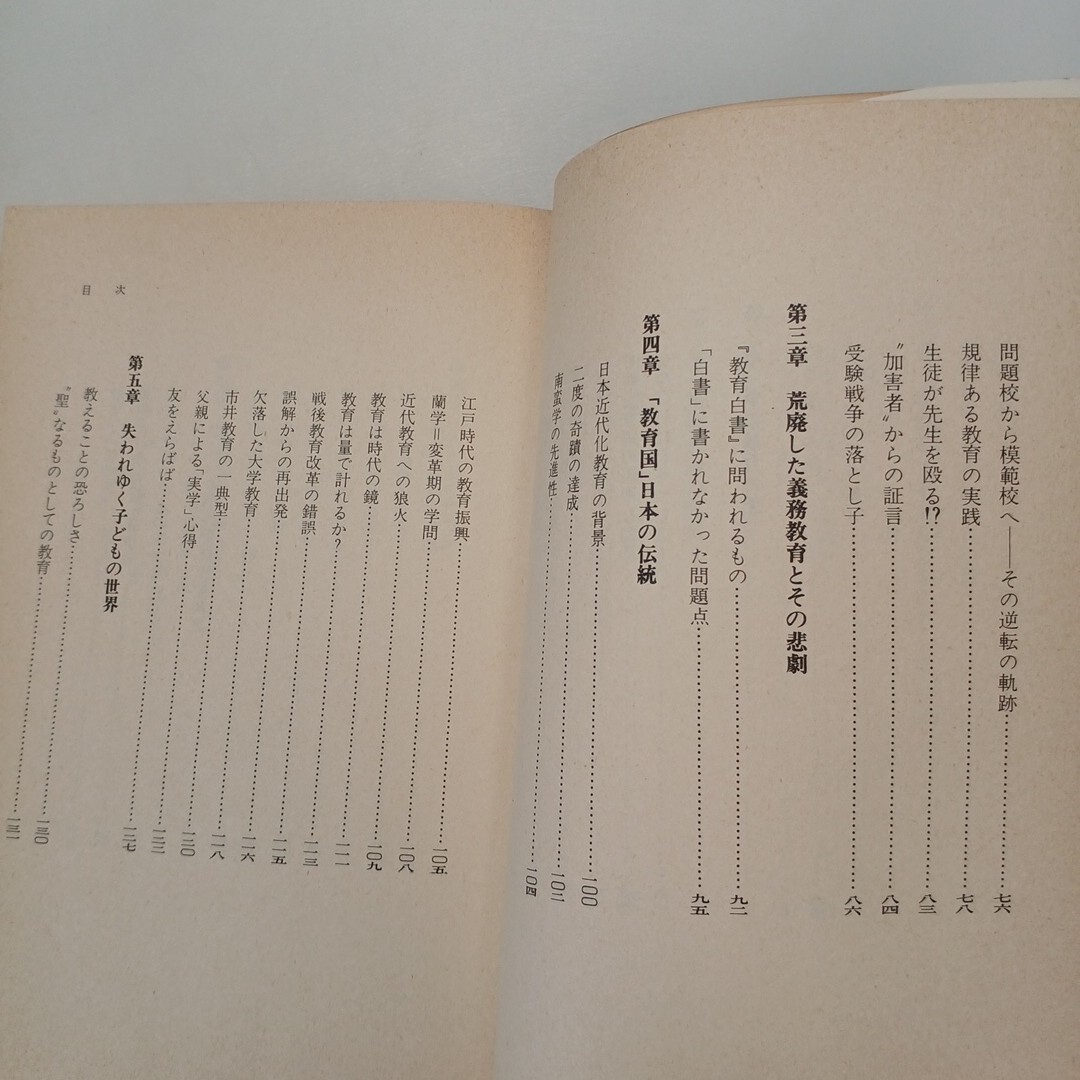 問題校から模範校へ――その逆転の軌跡……七六
規律ある教育の実践……七八
生徒が先生を殴る!?……八三
〝加害者〟からの証言……八四
受験戦争の落とし子……八六
第三章　荒廃した義務教育とその悲劇
『教育白書』に問われるもの……九二
「白書」に書かれなかった問題点……九五
第四章　「教育国」日本の伝統
日本近代化教育の背景……一〇〇
二度の奇蹟の達成……一〇二
南蛮学の先進性……一〇四
江戸時代の教育振興……一〇五
蘭学＝変革期の学問……一〇八
近代教育への狼火……一〇九
教育は時代の鏡……一一一
教育は量で計れるか?……一一三
戦後教育改革の錯誤……一一五
誤解からの再出発……一一六
欠落した大学教育……一一八
市井教育の一典型……一二〇
父親による「実学」心得……一二三
友をえらばば……一二七
第五章　失われゆく子どもの世界
教えることの恐ろしさ……一三〇
〝聖〟なるものとしての教育……一三一
目　次